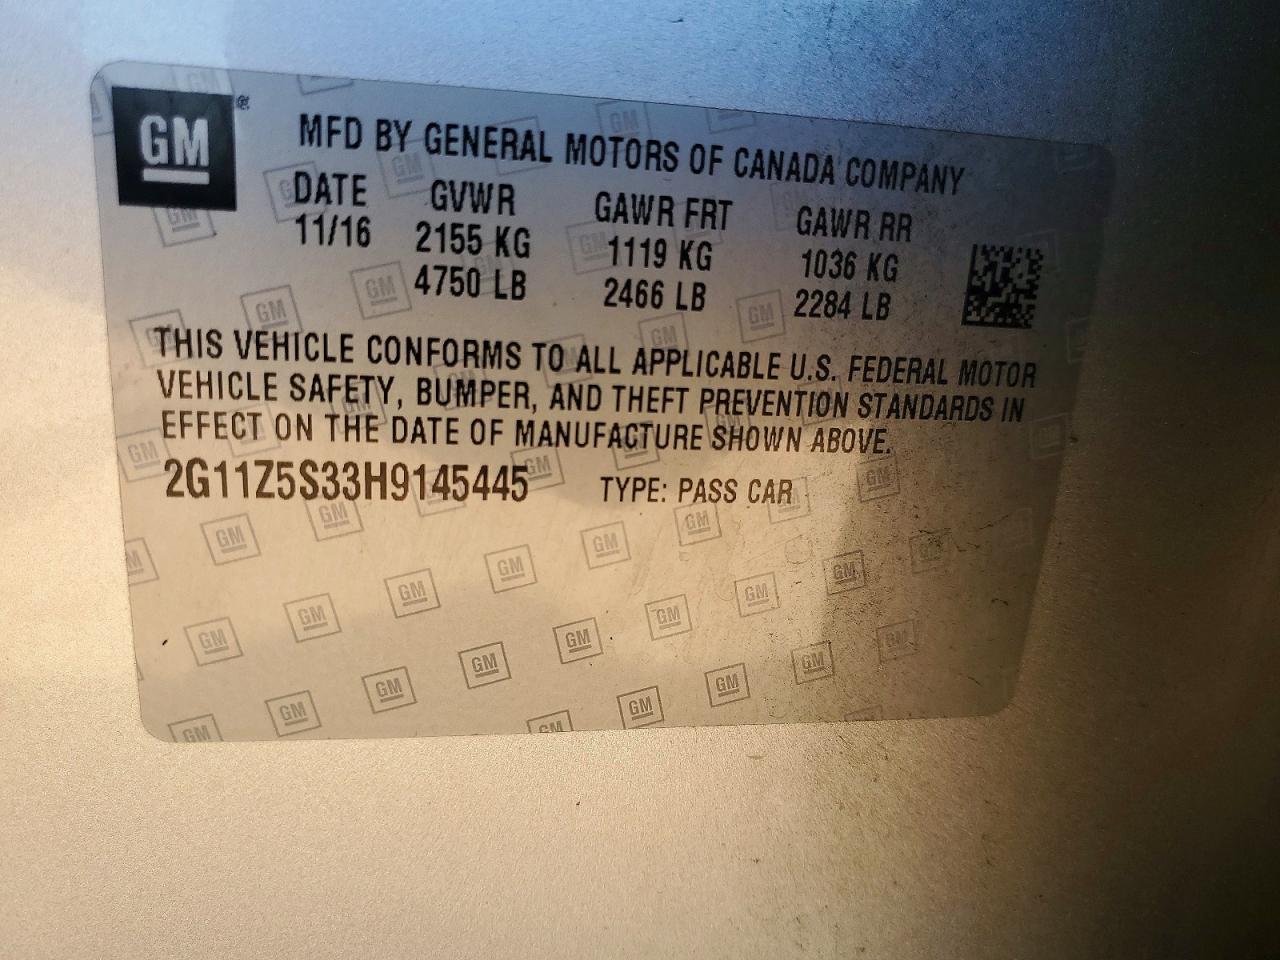 GM
MFD BY GENERAL MOTORS OF CANADA COMPANY
DATE GVWR GAWR FRT GAWR RR
11/16 2155 KG 1119 KG 1036 KG
4750 LB 2466 LB 2284 LB
THIS VEHICLE CONFORMS TO ALL APPLICABLE U.S. FEDERAL MOTOR
VEHICLE SAFETY, BUMPER, AND THEFT PREVENTION STANDARDS IN
EFFECT ON THE DATE OF MANUFACTURE SHOWN ABOVE.
2G11Z5S33H9145445 TYPE: PASS CAR